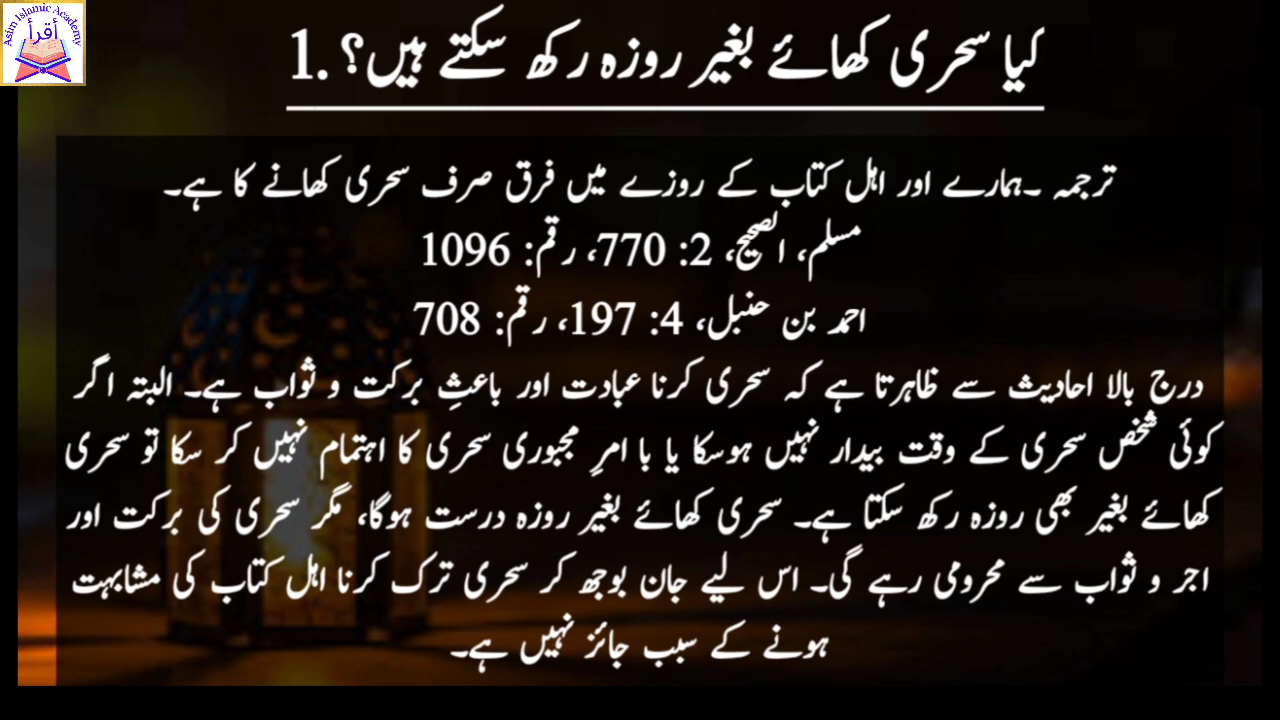 Asim Islamic Academy
أقرأ
1. کیا سحری کھائے بغیر روزہ رکھ سکتے ہیں؟
ترجمہ ۔ہمارے اور اہل کتاب کے روزے میں فرق صرف سحری کھانے کا ہے۔
مسلم، الصحیح، 2: 770، رقم: 1096
احمد بن حنبل، 4: 197، رقم: 708
درج بالا احادیث سے ظاہرتا ہے کہ سحری کرنا عبادت اور باعثِ برکت و ثواب ہے۔ البتہ اگر
کوئی شخص سحری کے وقت بیدار نہیں ہوسکا یا با امرِ مجبوری سحری کا اہتمام نہیں کر سکا تو سحری
کھائے بغیر بھی روزہ رکھ سکتا ہے۔ سحری کھائے بغیر روزہ درست ہوگا، مگر سحری کی برکت اور
اجر و ثواب سے محرومی رہے گی۔ اس لیے جان بوجھ کر سحری ترک کرنا اہل کتاب کی مشابہت
ہونے کے سبب جائز نہیں ہے۔